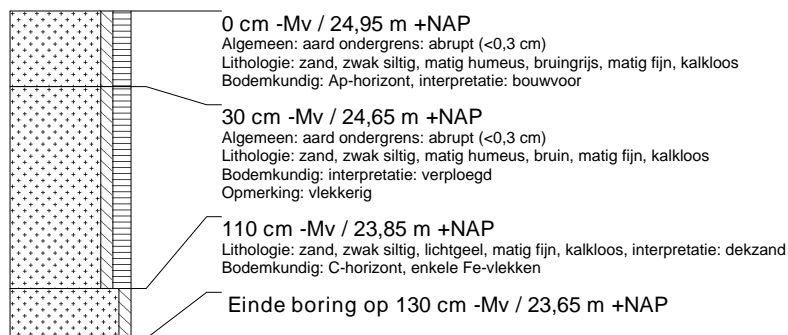 0 cm -Mv / 24,95 m +NAP
Algemeen: aard ondergrens: abrupt (<0,3 cm)
Lithologie: zand, zwak siltig, matig humeus, bruingrijs, matig fijn, kalkloos
Bodemkundig: Ap-horizont, interpretatie: bouwvoor
30 cm -Mv / 24,65 m +NAP
Algemeen: aard ondergrens: abrupt (<0,3 cm)
Lithologie: zand, zwak siltig, matig humeus, bruin, matig fijn, kalkloos
Bodemkundig: interpretatie: verploegd
Opmerking: vlekkerig
110 cm -Mv / 23,85 m +NAP
Lithologie: zand, zwak siltig, lichtgeel, matig fijn, kalkloos, interpretatie: dekzand
Bodemkundig: C-horizont, enkele Fe-vlekken
Einde boring op 130 cm -Mv / 23,65 m +NAP